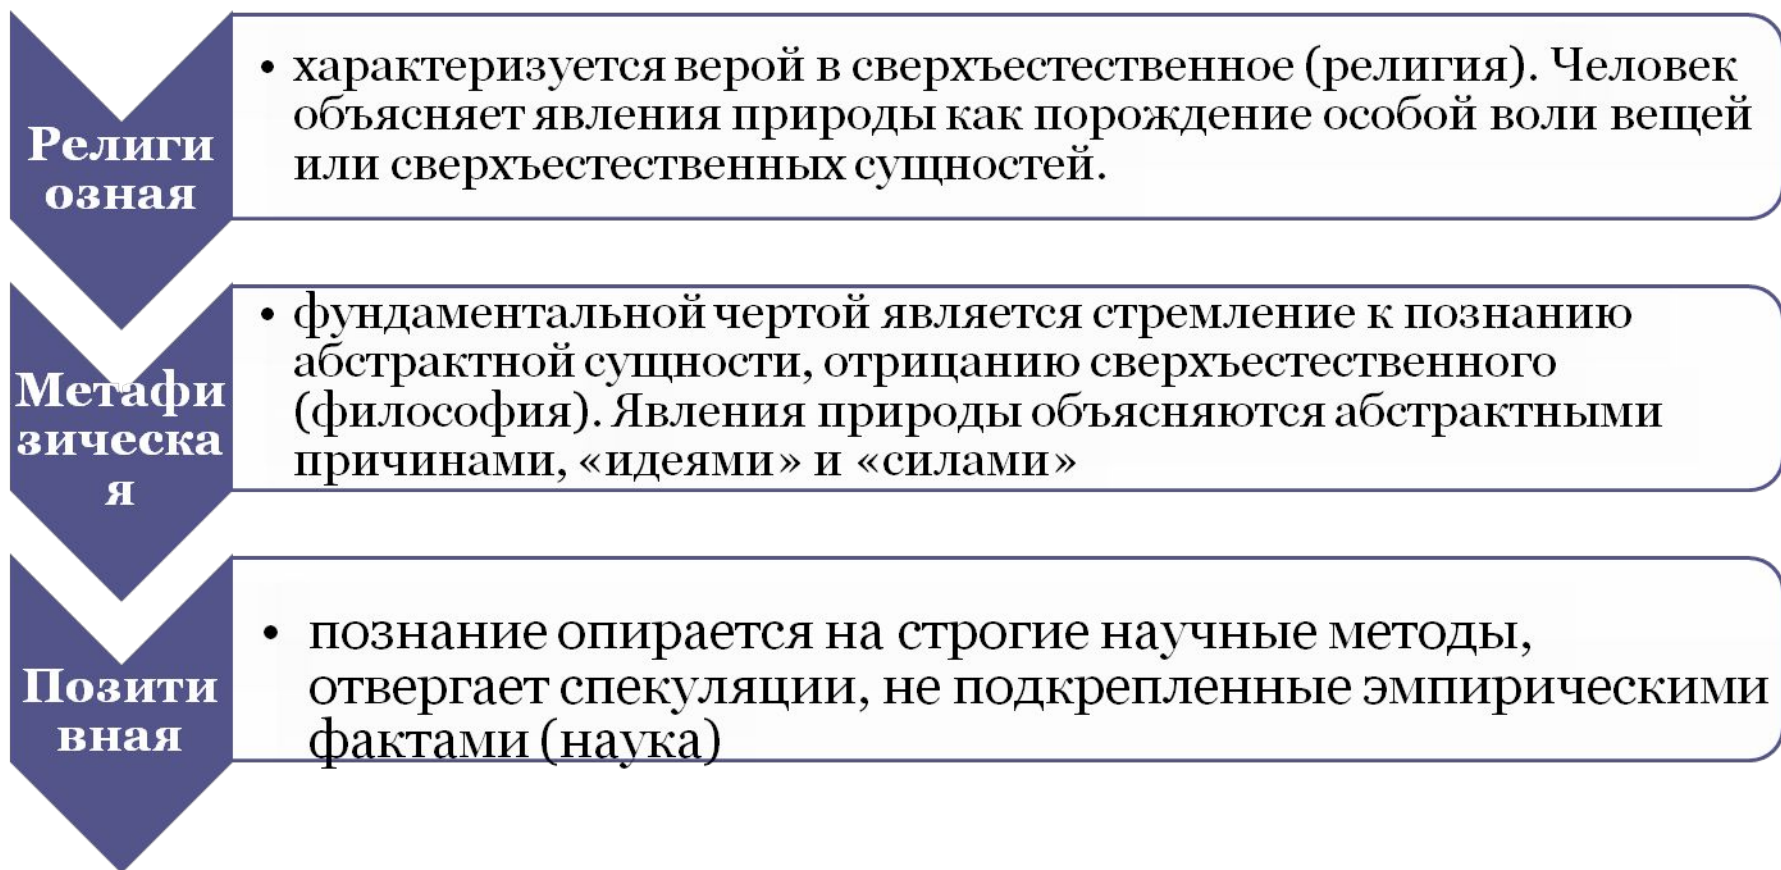 Религи
озная
• характеризуется верой в сверхъестественное (религия). Человек
объясняет явления природы как порождение особой воли вещей
или сверхъестественных сущностей.
Метафи
зическа
я
• фундаментальной чертой является стремление к познанию
абстрактной сущности, отрицанию сверхъестественного
(философия). Явления природы объясняются абстрактными
причинами, «идеями» и «силами»
Позити
вная
• познание опирается на строгие научные методы,
отвергает спекуляции, не подкрепленные эмпирическими
фактами (наука)